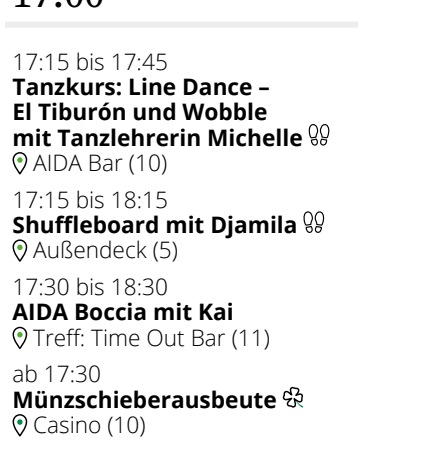 17:00
17:15 bis 17:45
Tanzkurs: Line Dance –
El Tiburón und Wobble
mit Tanzlehrerin Michelle
AIDA Bar (10)
17:15 bis 18:15
Shuffleboard mit Djamila
Außendeck (5)
17:30 bis 18:30
AIDA Boccia mit Kai
Treff: Time Out Bar (11)
ab 17:30
Münzschieberausbeute
Casino (10)